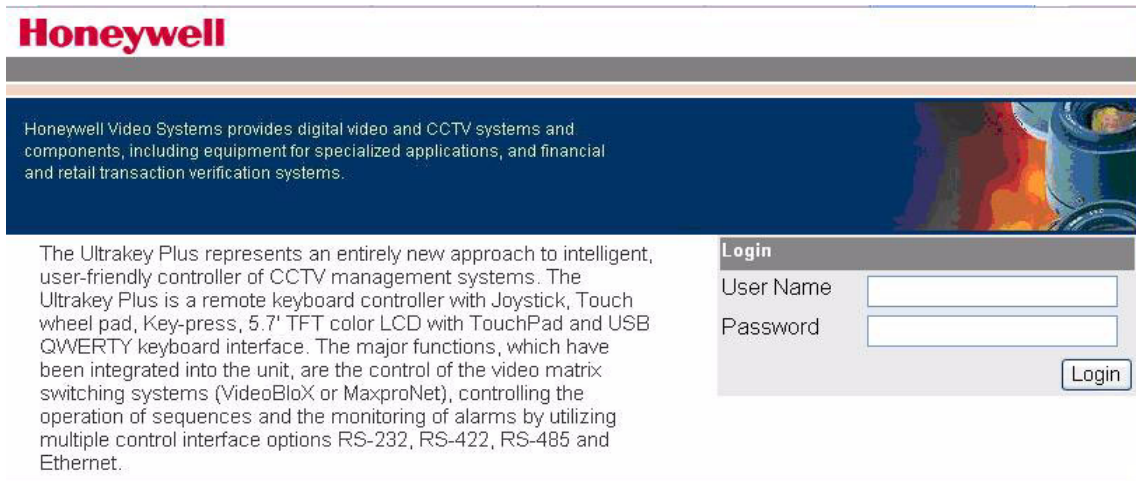 Honeywell
Honeywell Video Systems provides digital video and CCTV systems and
components, including equipment for specialized applications, and financial
and retail transaction verification systems.
The Ultrakey Plus represents an entirely new approach to intelligent,
user-friendly controller of CCTV management systems. The
Ultrakey Plus is a remote keyboard controller with Joystick, Touch
wheel pad, Key-press, 5.7' TFT color LCD with TouchPad and USB
QWERTY keyboard interface. The major functions, which have
been integrated into the unit, are the control of the video matrix
switching systems (VideoBloX or MaxproNet), controlling the
operation of sequences and the monitoring of alarms by utilizing
multiple control interface options RS-232, RS-422, RS-485 and
Ethernet.
Login
User Name
Password
Login